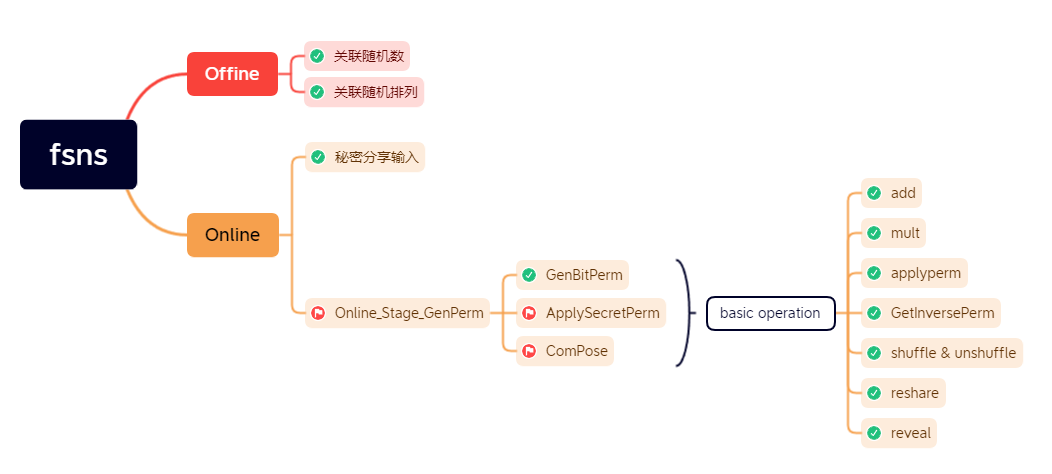 fsns
Offine
关联随机数
关联随机排列
Online
秘密分享输入
Online_Stage_GenPerm
GenBitPerm
ApplySecretPerm
ComPose
basic operation
add
mult
applyperm
GetInversePerm
shuffle & unshuffle
reshare
reveal